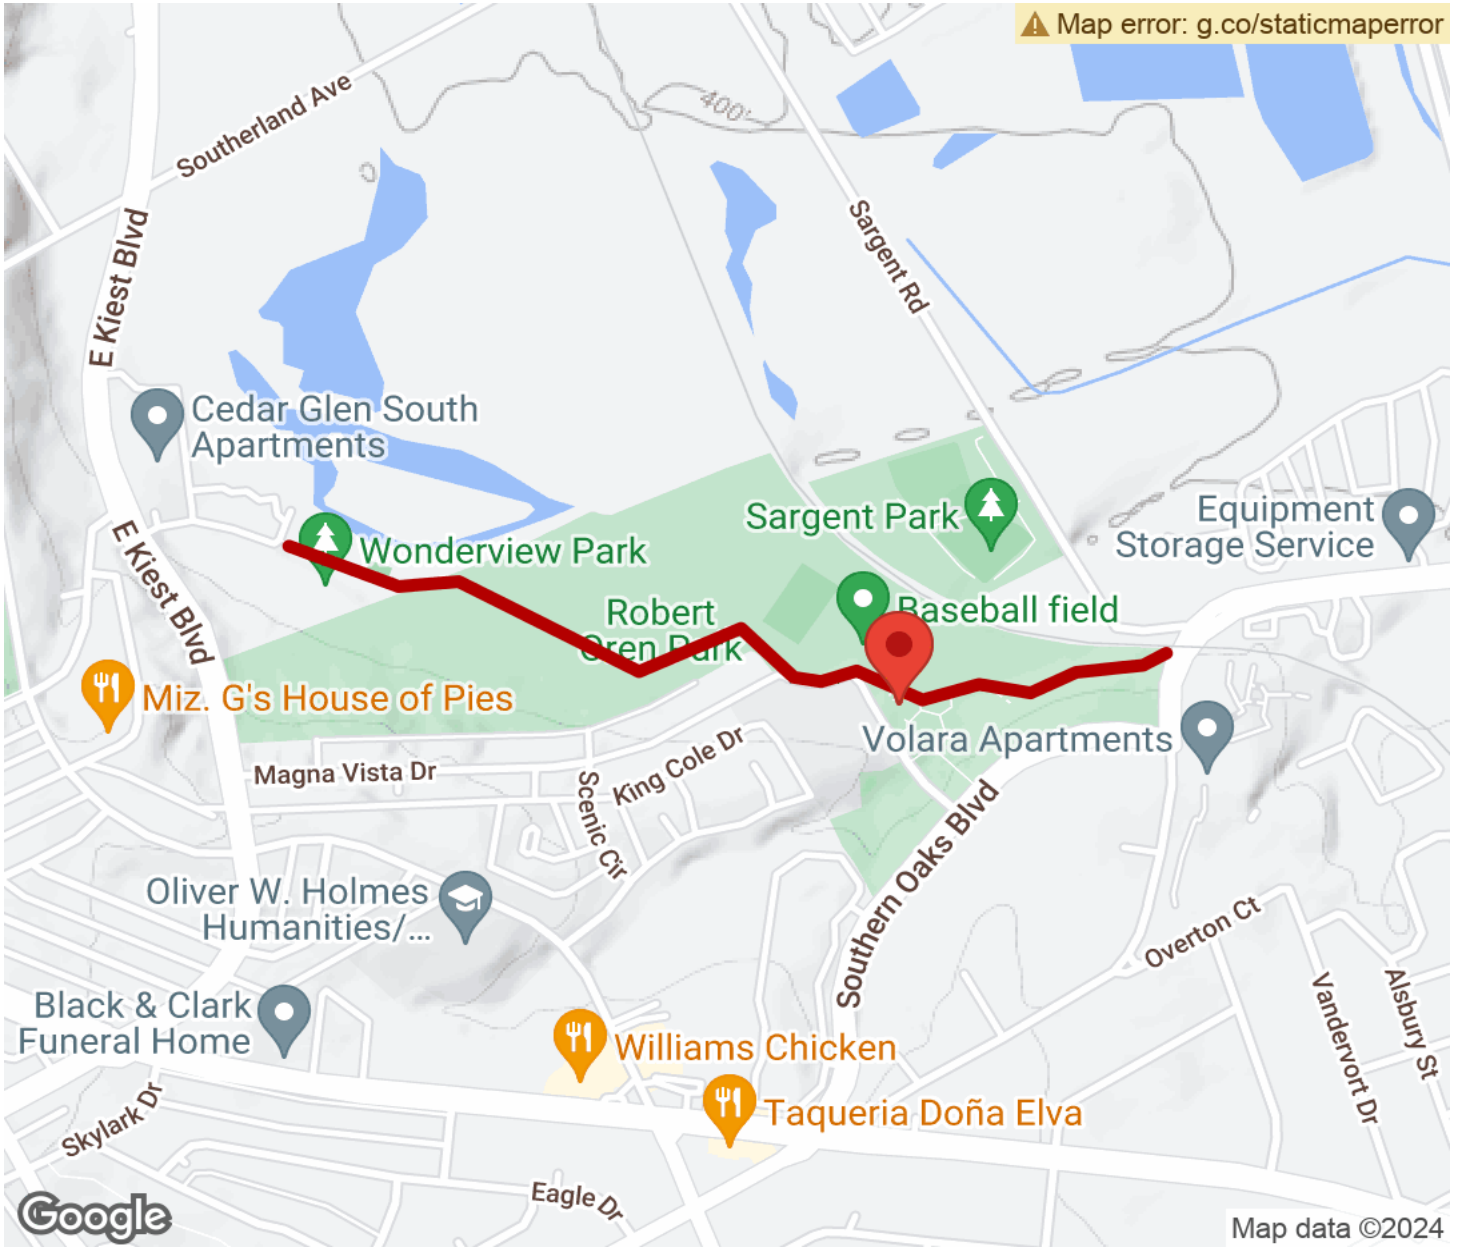 Map error: g.co/staticmaperror
Southerland Ave
400'
Sargent Rd
E Kiest Blvd
Cedar Glen South
Apartments
Sargent Park
Equipment
Storage Service
E Kiest Blvd
Wonderview Park
Robert
Oren Park
Baseball field
Miz. G's House of Pies
Volara Apartments
Magna Vista Dr
King Cole Dr
Scenic Cir
Southern Oaks Blvd
Oliver W. Holmes
Humanities/...
Overton Ct
Vandervort Dr
Alsbury St
Black & Clark
Funeral Home
Williams Chicken
Taqueria Doña Elva
Skylark Dr
Eagle Dr
Google
Map data ©2024